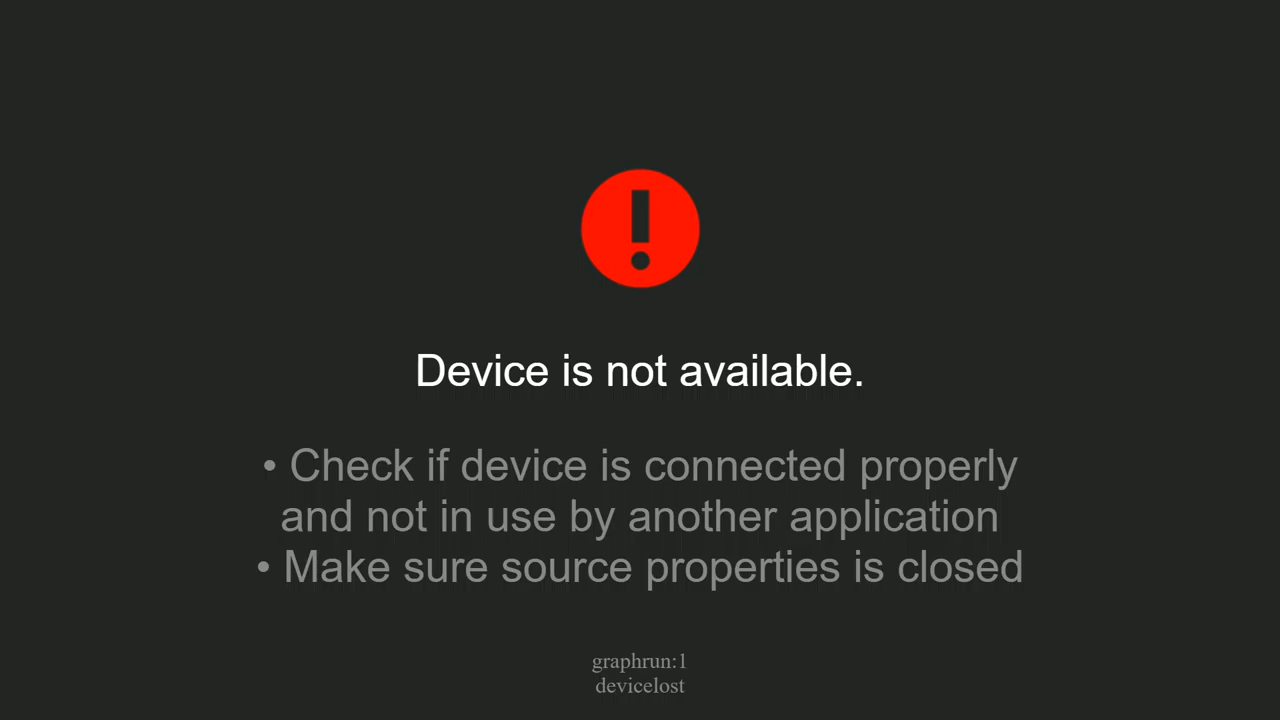 Device is not available.
• Check if device is connected properly
and not in use by another application
• Make sure source properties is closed
graphrun:1
devicelost